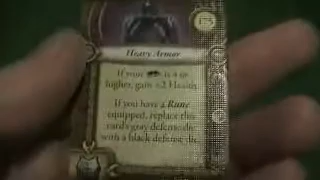 Heavy Armor
If your is 4 or
higher, gain +2 Health.
If you have a Rune
equipped, replace this
card's gray defense die
with a black defense die.